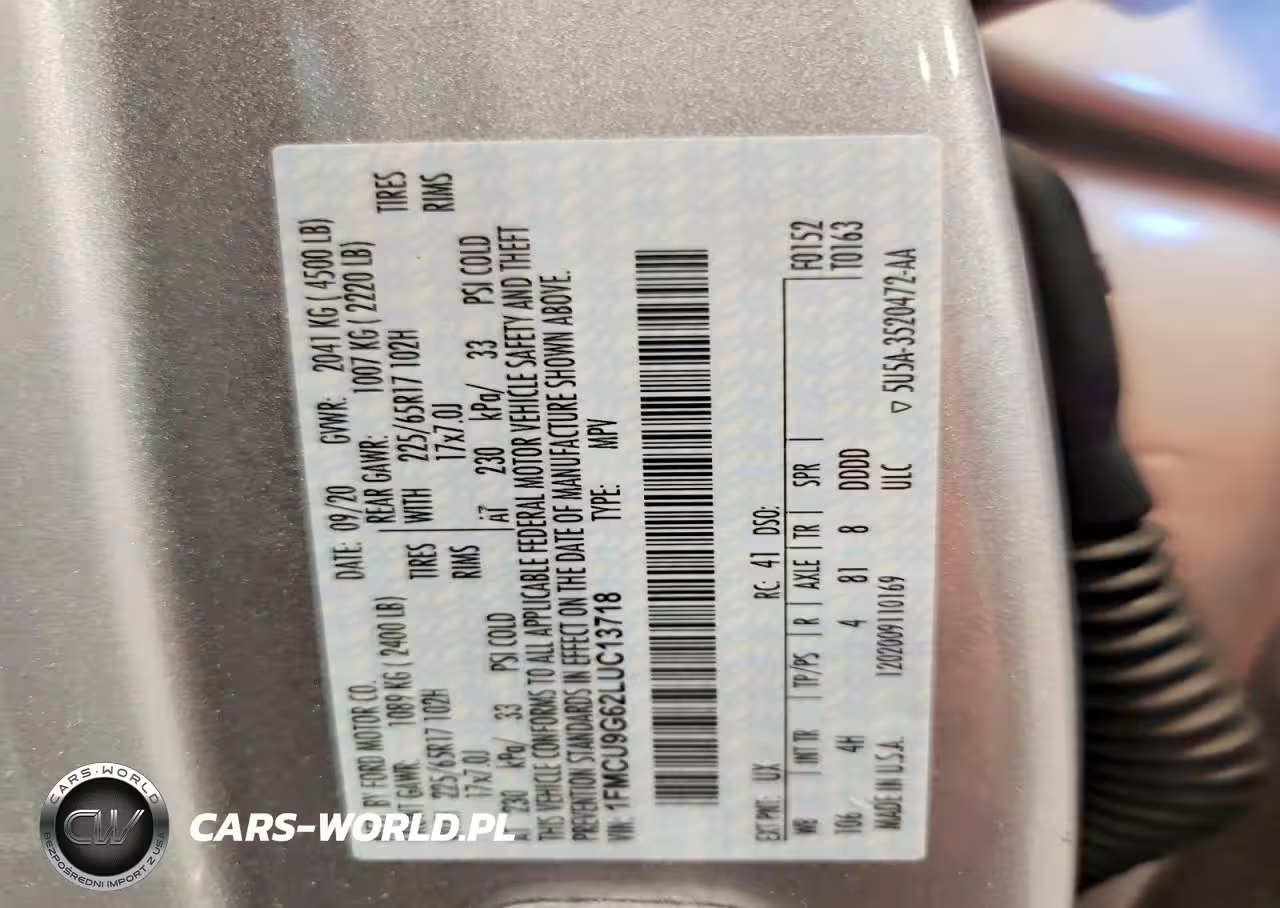 BY FORD MOTOR CO. DATE: 09/20 GVWR: 2041 KG ( 4500 LB)
GAWR: 1089 KG ( 2400 LB) REAR GAWR: 1007 KG ( 2220 LB)
225/65R17 102H TIRES WITH 225/65R17 102H TIRES
17x7.0J RIMS 17x7.0J RIMS
AT 230 kPa/ 33 PSI COLD AT 230 kPa/ 33 PSI COLD
THIS VEHICLE CONFORMS TO ALL APPLICABLE FEDERAL MOTOR VEHICLE SAFETY AND THEFT
PREVENTION STANDARDS IN EFFECT ON THE DATE OF MANUFACTURE SHOWN ABOVE.
VIN: 1FMCU9G62LUC13718 TYPE: MPV
EXT PNT: UX RC: 41 DSO:
WB INT TR TP/PS R AXLE TR SPR F0152
106 4H 4 81 8 DDDD T0163
MADE IN U.S.A. 1202009110169 ULC ▽ 5U5A-3520472-AA
CARS-WORLD
CW
BEZPOŚREDNI IMPORT Z USA
CARS-WORLD.PL